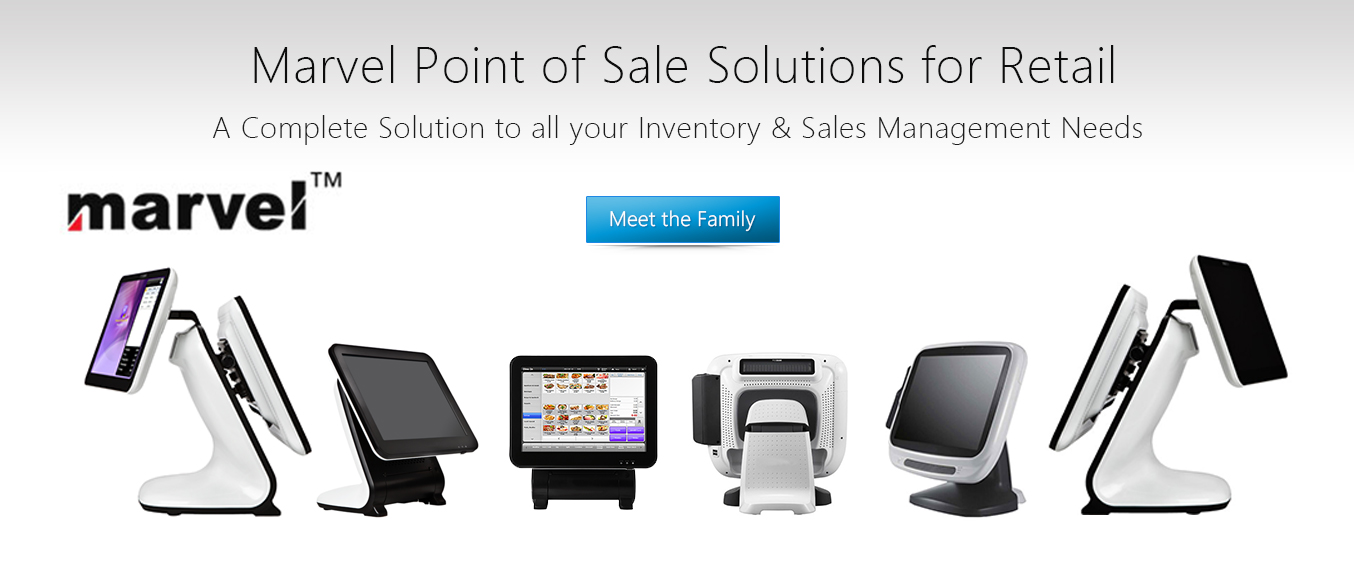 Marvel Point of Sale Solutions for Retail
A Complete Solution to all your Inventory & Sales Management Needs
marvel™
Meet the Family